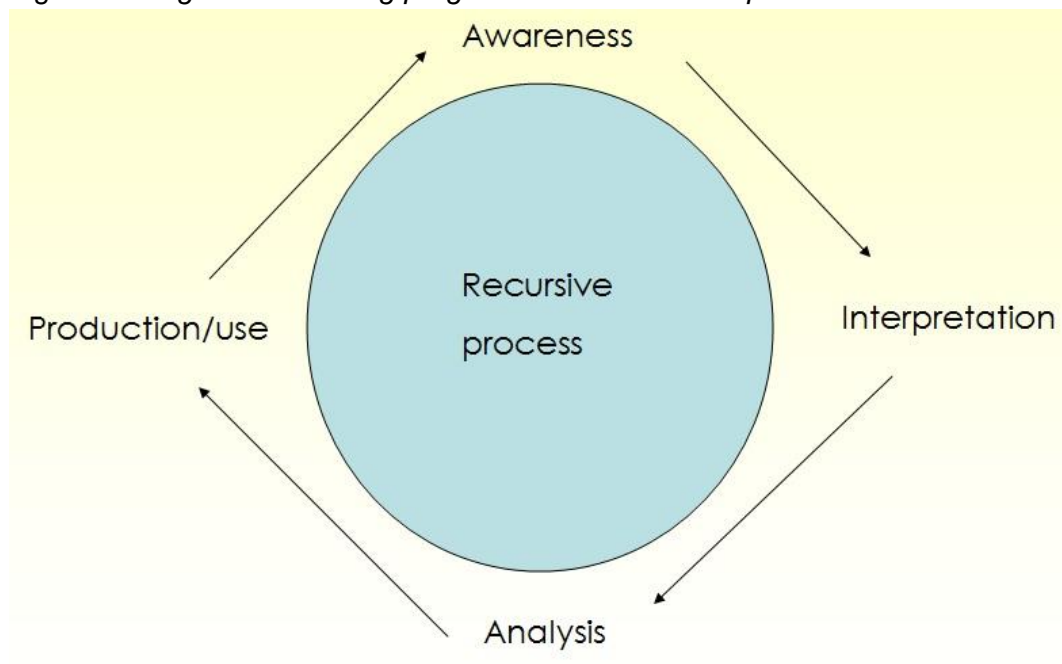 Awareness
Recursive
process
Production/use
Interpretation
Analysis